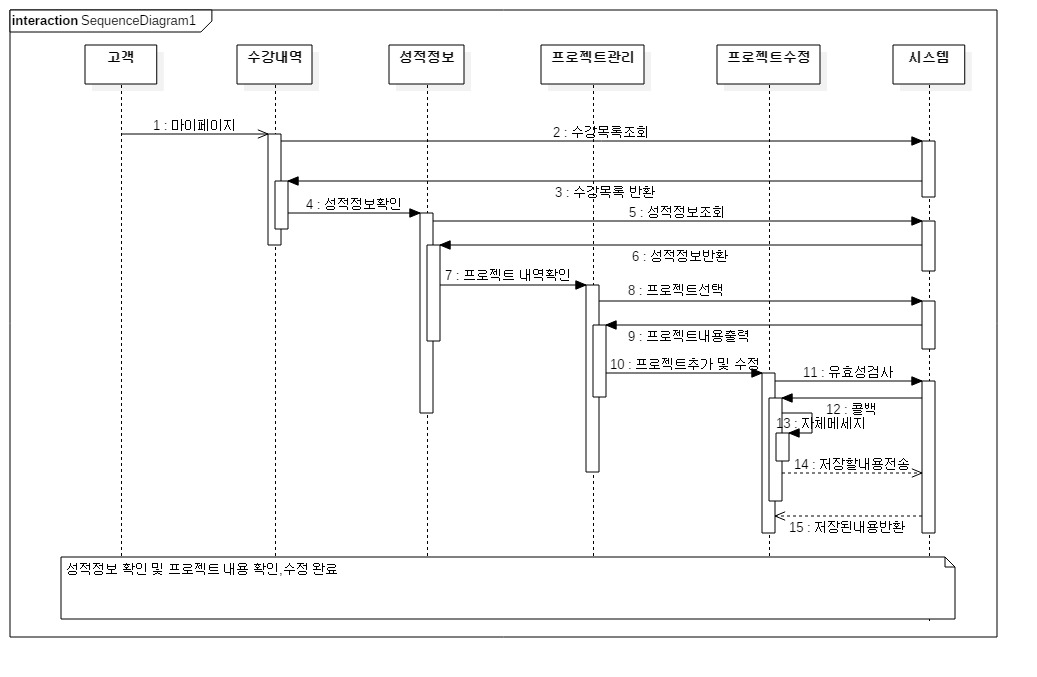 interaction SequenceDiagram1
고객
수강내역
성적정보
프로젝트관리
프로젝트수정
시스템
1 : 마이페이지
2 : 수강목록조회
3 : 수강목록 반환
4 : 성적정보확인
5 : 성적정보조회
6 : 성적정보반환
7 : 프로젝트 내역확인
8 : 프로젝트선택
9 : 프로젝트내용출력
10 : 프로젝트추가 및 수정
11 : 유효성검사
12 : 콜백
13 : 자체메세지
14 : 저장할내용전송
15 : 저장된내용반환
성적정보 확인 및 프로젝트 내용 확인,수정 완료